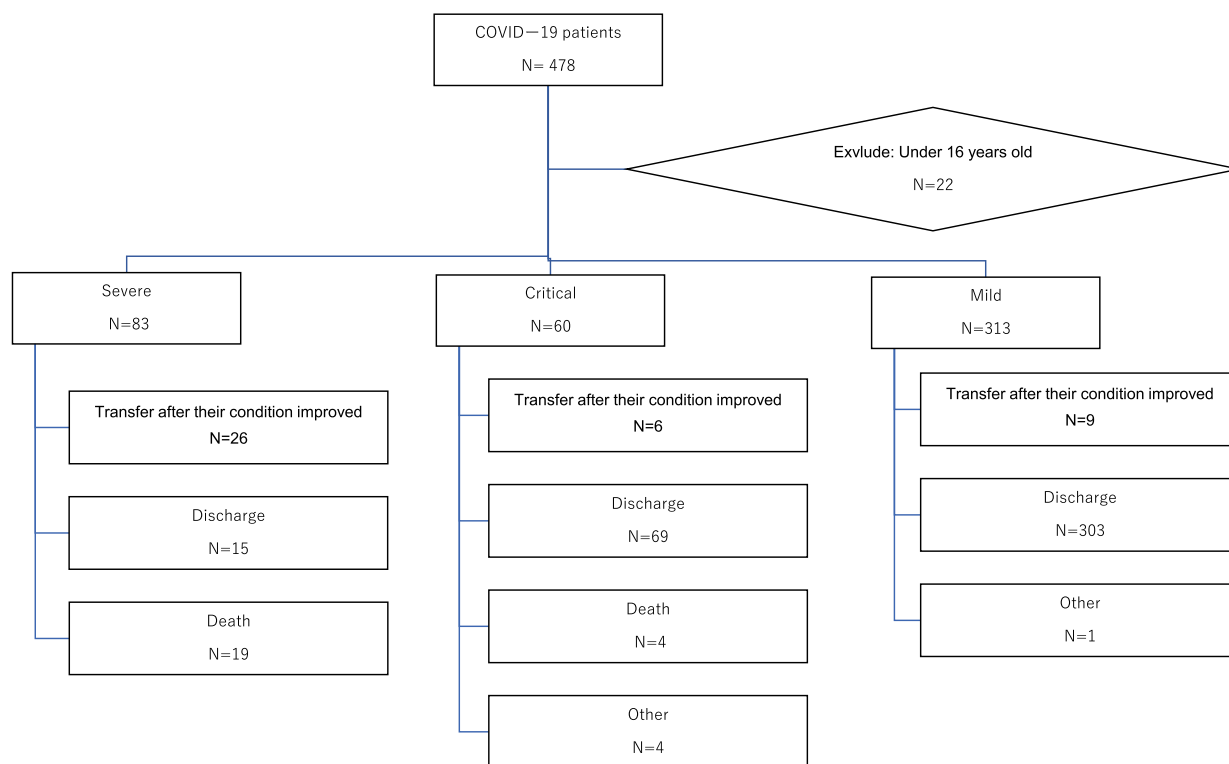 COVID－19 patients
N= 478
Exvlude: Under 16 years old
N=22
Severe
N=83
Transfer after their condition improved
N=26
Discharge
N=15
Death
N=19
Critical
N=60
Transfer after their condition improved
N=6
Discharge
N=69
Death
N=4
Other
N=4
Mild
N=313
Transfer after their condition improved
N=9
Discharge
N=303
Other
N=1